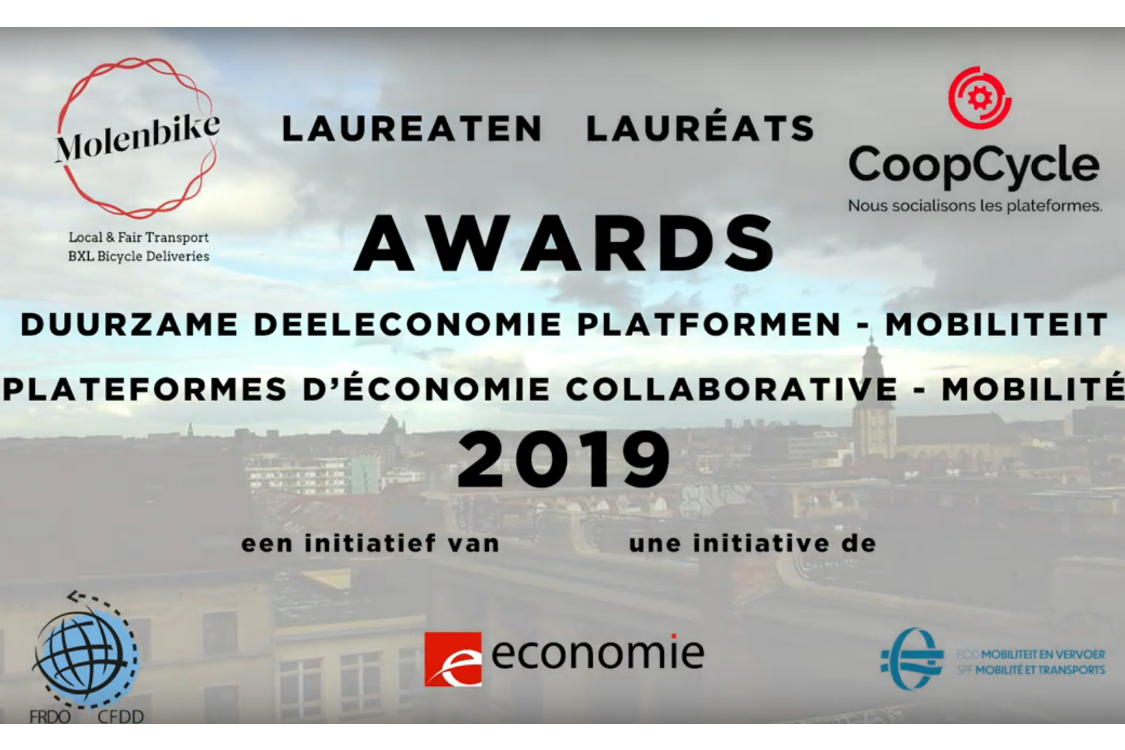 Molenbike
Local & Fair Transport
BXL Bicycle Deliveries
LAUREATEN LAURÉATS
CoopCycle
Nous socialisons les plateformes.
AWARDS
DUURZAME DEELECONOMIE PLATFORMEN - MOBILITEIT
PLATEFORMES D'ÉCONOMIE COLLABORATIVE - MOBILITÉ
2019
een initiatief van une initiative de
FRDO CFDD
economie
FOD MOBILITEIT EN VERVOER
SPF MOBILITÉ ET TRANSPORTS